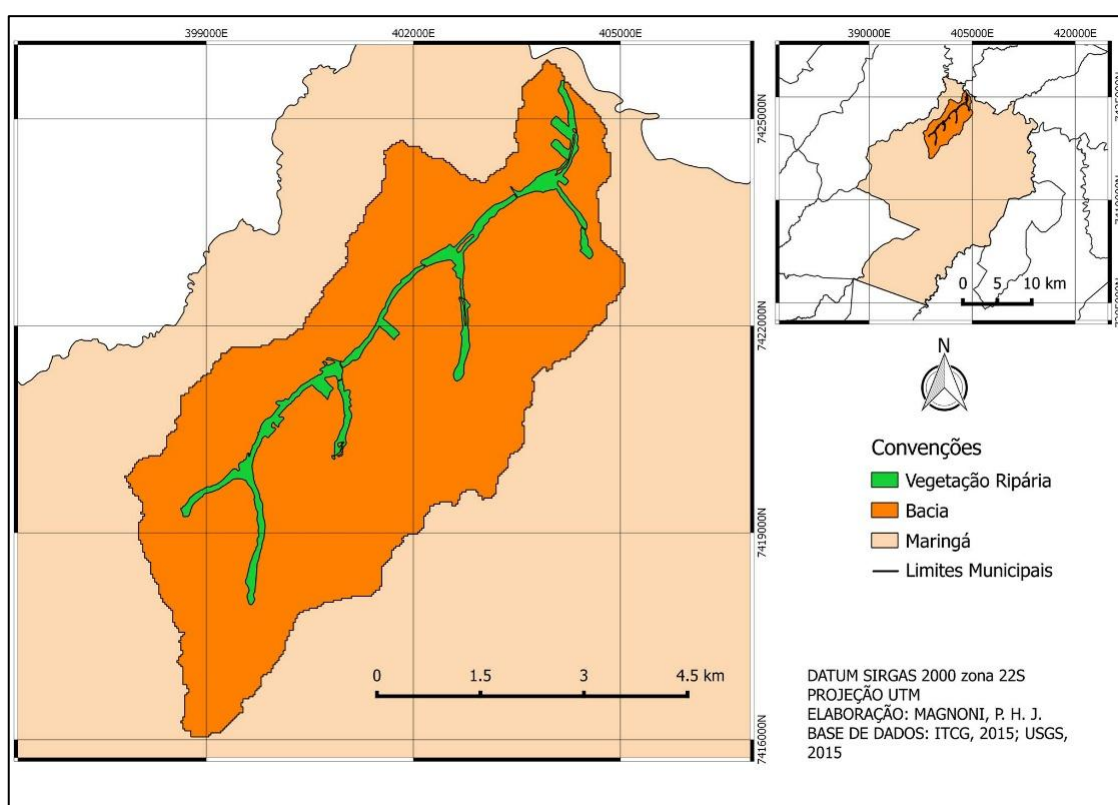 399000E 402000E 405000E
7425000N
7422000N
7419000N
7416000N
0 1.5 3 4.5 km
390000E 405000E 420000E
0 5 10 km
N
Convenções
Vegetação Ripária
Bacia
Maringá
Limites Municipais
DATUM SIRGAS 2000 zona 22S
PROJEÇÃO UTM
ELABORAÇÃO: MAGNONI, P. H. J.
BASE DE DADOS: ITCG, 2015; USGS,
2015